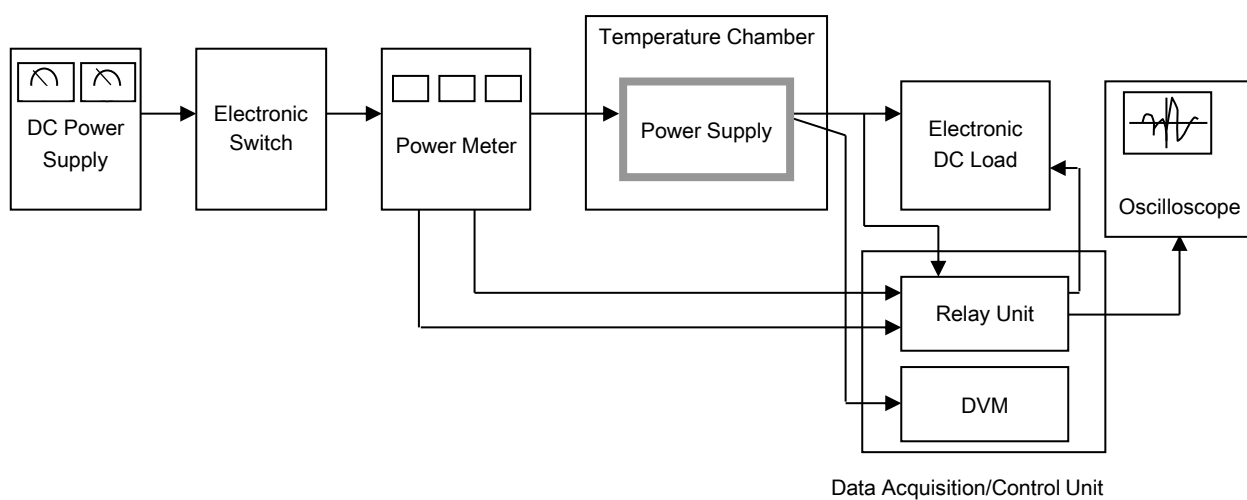 DC Power
Supply
Electronic
Switch
Power Meter
Temperature Chamber
Power Supply
Electronic
DC Load
Oscilloscope
Relay Unit
DVM
Data Acquisition/Control Unit